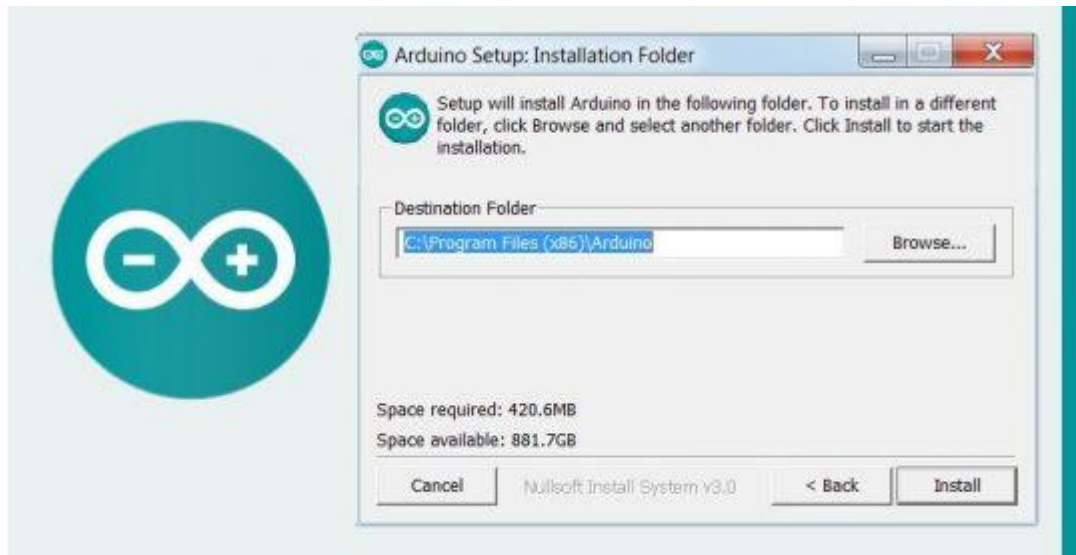 Arduino Setup: Installation Folder
Setup will install Arduino in the following folder. To install in a different
folder, click Browse and select another folder. Click Install to start the
installation.
Destination Folder
C:\Program Files (x86)\Arduino
Browse...
Space required: 420.6MB
Space available: 881.7GB
Cancel
Nullsoft Install System v3.0
< Back
Install